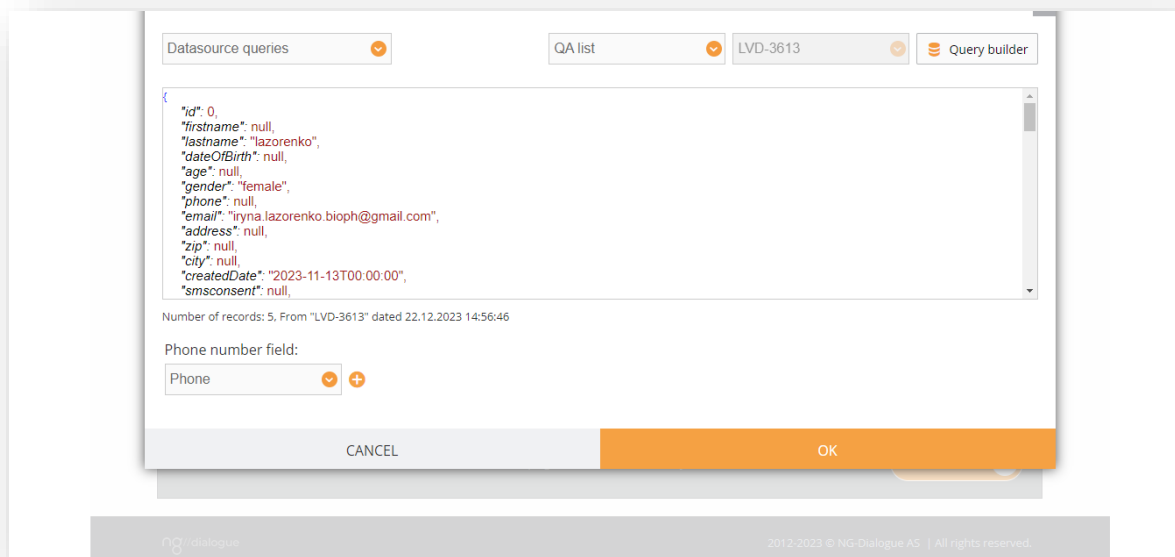 Datasource queries
QA list
LVD-3613
Query builder
{
"id": 0,
"firstname": null,
"lastname": "lazorenko",
"dateOfBirth": null,
"age": null,
"gender": "female",
"phone": null,
"email": "iryna.lazorenko.bioph@gmail.com",
"address": null,
"zip": null,
"city": null,
"createdDate": "2023-11-13T00:00:00",
"smsconsent": null,
Number of records: 5, From "LVD-3613" dated 22.12.2023 14:56:46
Phone number field:
Phone
CANCEL
OK
ng//dialogue
2012-2023 © NG-Dialogue AS | All rights reserved.